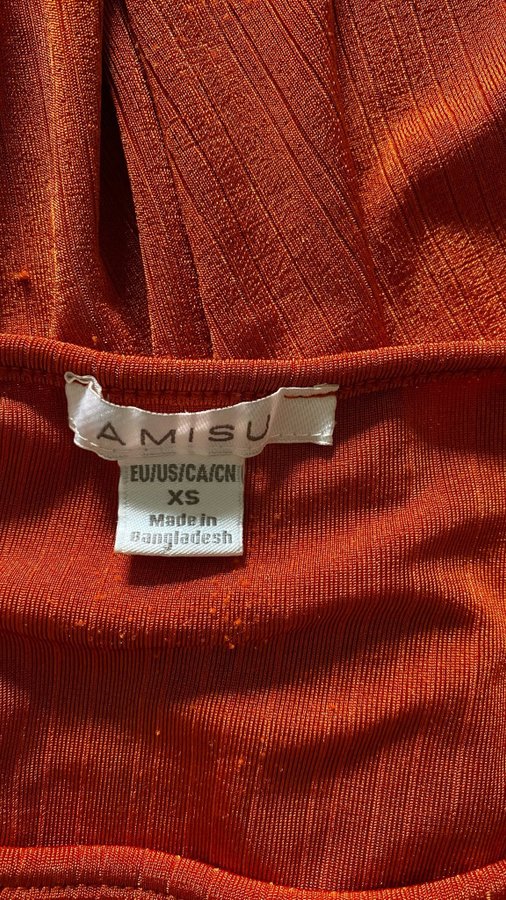 AMISU
EU/US/CA/CN
XS
Made in
Bangladesh